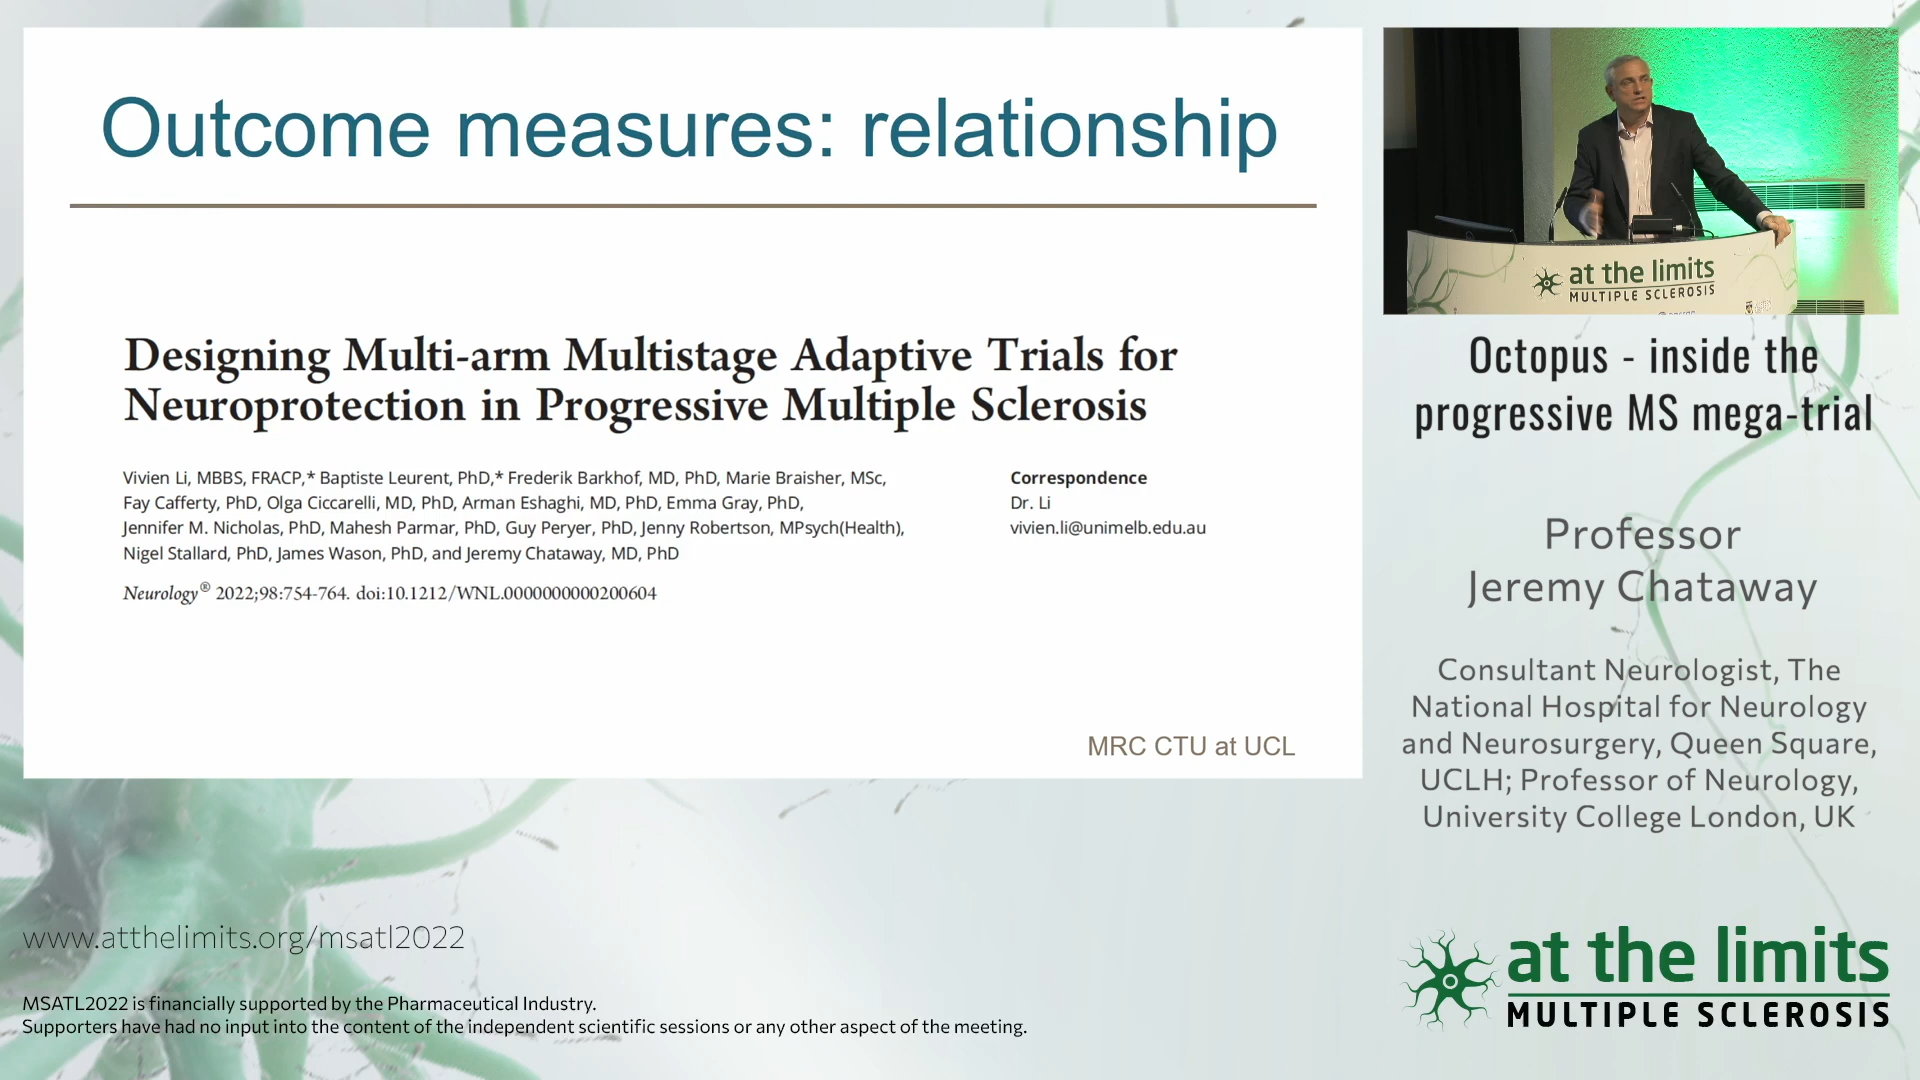 Outcome measures: relationship
Designing Multi-arm Multistage Adaptive Trials for
Neuroprotection in Progressive Multiple Sclerosis
Vivien Li, MBBS, FRACP,* Baptiste Leurent, PhD,* Frederik Barkhof, MD, PhD, Marie Braisher, MSc,
Fay Cafferty, PhD, Olga Ciccarelli, MD, PhD, Arman Eshaghi, MD, PhD, Emma Gray, PhD,
Jennifer M. Nicholas, PhD, Mahesh Parmar, PhD, Guy Peryer, PhD, Jenny Robertson, MPsych(Health),
Nigel Stallard, PhD, James Wason, PhD, and Jeremy Chataway, MD, PhD
Correspondence
Dr. Li
vivien.li@unimelb.edu.au
Neurology® 2022;98:754-764. doi:10.1212/WNL.0000000000200604
MRC CTU at UCL
at the limits
MULTIPLE SCLEROSIS
Octopus - inside the
progressive MS mega-trial
Professor
Jeremy Chataway
Consultant Neurologist, The
National Hospital for Neurology
and Neurosurgery, Queen Square,
UCLH; Professor of Neurology,
University College London, UK
www.atthelimits.org/msatl2022
MSATL2022 is financially supported by the Pharmaceutical Industry.
Supporters have had no input into the content of the independent scientific sessions or any other aspect of the meeting.
at the limits
MULTIPLE SCLEROSIS